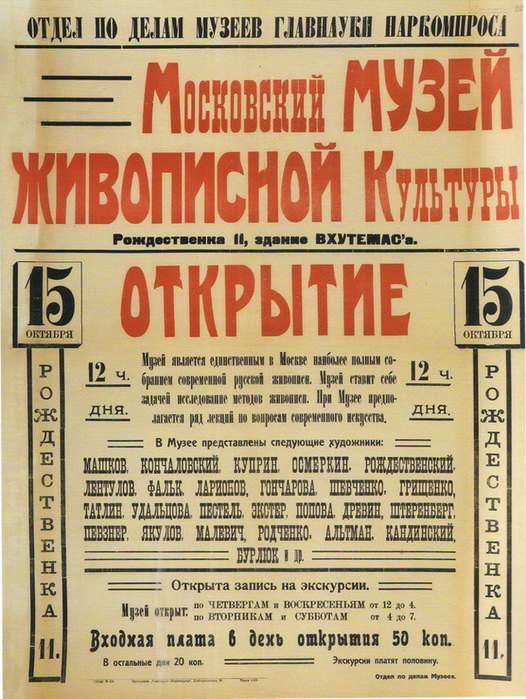 ОТДЕЛ ПО ДЕЛАМ МУЗЕЕВ ГЛАВНАУКИ НАРКОМПРОСА
МОСКОВСКИЙ МУЗЕЙ
ЖИВОПИСНОЙ КУЛЬТУРЫ
Рождественка 11, здание ВХУТЕМАС'а.
15
ОКТЯБРЯ
ОТКРЫТИЕ
15
ОКТЯБРЯ
12 ч.
ДНЯ.
Музей является единственным в Москве наиболее полным со-
бранием современной русской живописи. Музей ставит себе
задачей исследование методов живописи. При Музее предпо-
лагается ряд лекций по вопросам современного искусства.
12 ч.
ДНЯ.
В Музее представлены следующие художники:
МАШКОВ, КОНЧАЛОВСКИЙ, КУПРИН, ОСМЕРКИН, РОЖДЕСТВЕНСКИЙ,
ЛЕНТУЛОВ, ФАЛЬК, ЛАРИОНОВ, ГОНЧАРОВА, ШЕВЧЕНКО, ГРИЩЕНКО,
ТАТЛИН, УДАЛЬЦОВА, ПЕСТЕЛЬ, ЭКСТЕР, ПОПОВА, ДРЕВИН, ШТЕРЕНБЕРГ,
ПЕВЗНЕР, ЯКУЛОВ, МАЛЕВИЧ, РОДЧЕНКО, АЛЬТМАН, КАНДИНСКИЙ,
БУРЛЮК и др.
Открыта запись на экскурсии.
Музей открыт: по ЧЕТВЕРГАМ и ВОСКРЕСЕНЬЯМ от 12 до 4.
по ВТОРНИКАМ и СУББОТАМ от 4 до 7.
Входная плата в день открытия 50 коп.
В остальные дни 20 коп. Экскурсии платят половину.
Отдел по делам Музеев.
РОЖДЕСТВЕНКА 11.
РОЖДЕСТВЕНКА 11.